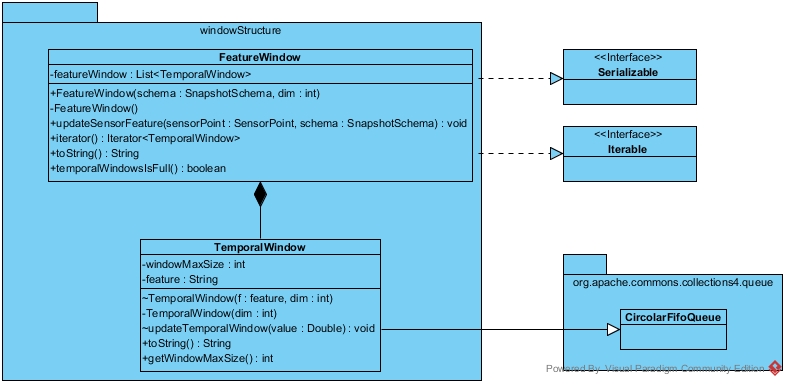 windowStructure
FeatureWindow
-featureWindow : List<TemporalWindow>
+FeatureWindow(schema : SnapshotSchema, dim : int)
-FeatureWindow()
+updateSensorFeature(sensorPoint : SensorPoint, schema : SnapshotSchema) : void
+iterator() : Iterator<TemporalWindow>
+toString() : String
+temporalWindowsIsFull() : boolean
<<Interface>>
Serializable
<<Interface>>
Iterable
TemporalWindow
-windowMaxSize : int
-feature : String
~TemporalWindow(f : feature, dim : int)
-TemporalWindow(dim : int)
~updateTemporalWindow(value : Double) : void
+toString() : String
+getWindowMaxSize() : int
org.apache.commons.collections4.queue
CircolarFifoQueue
Powered By Visual Paradigm Community Edition